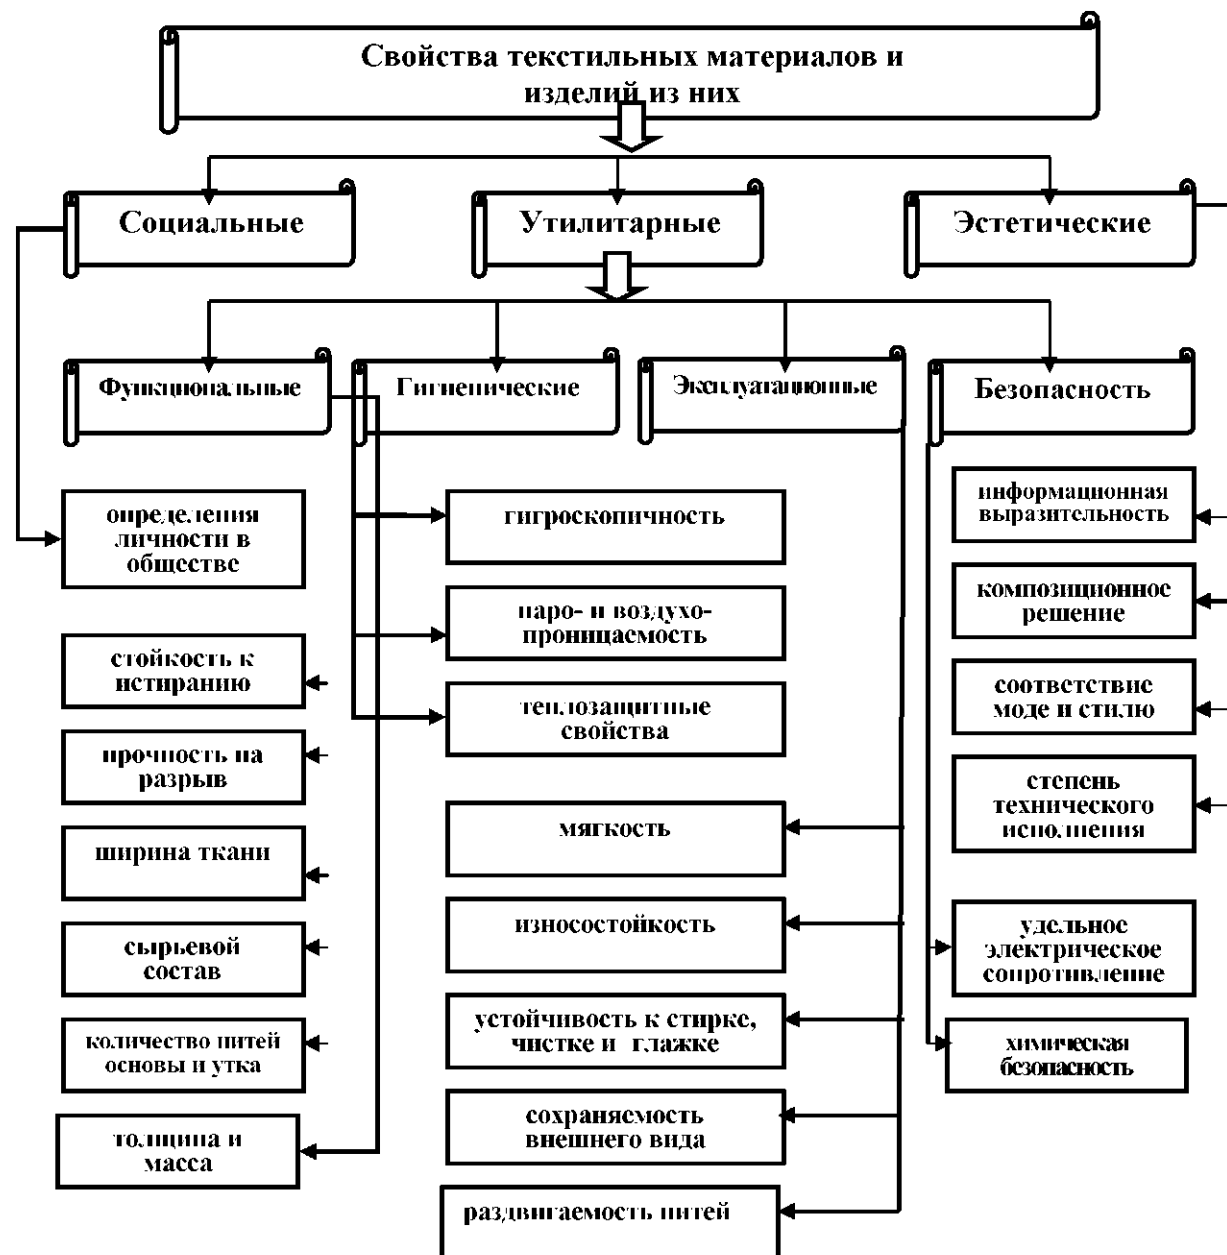 Свойства текстильных материалов и
изделий из них
Социальные
Утилитарные
Эстетические
Функциональные
Гигиенические
Эксплуатационные
Безопасность
определения
личности в
обществе
стойкость к
истиранию
прочность на
разрыв
ширина ткани
сырьевой
состав
количество нитей
основы и утка
толщина и
масса
гигроскопичность
паро- и воздухо-
проницаемость
теплозащитные
свойства
мягкость
износостойкость
устойчивость к стирке,
чистке и глажке
сохраняемость
внешнего вида
раздвигаемость нитей
информационная
выразительность
композиционное
решение
соответствие
моде и стилю
степень
технического
исполнения
удельное
электрическое
сопротивление
химическая
безопасность